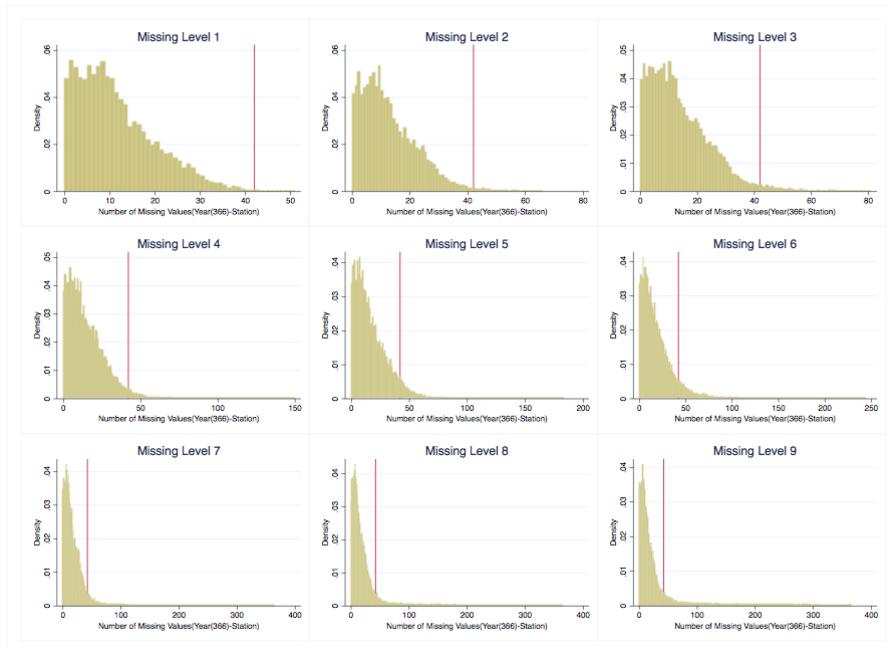 Missing Level 1
Density
0 .02 .04 .06
0 10 20 30 40 50
Number of Missing Values(Year(366)-Station)
Missing Level 2
Density
0 .02 .04 .06
0 20 40 60 80
Number of Missing Values(Year(366)-Station)
Missing Level 3
Density
0 .01 .02 .03 .04 .05
0 20 40 60 80
Number of Missing Values(Year(366)-Station)
Missing Level 4
Density
0 .01 .02 .03 .04 .05
0 50 100 150
Number of Missing Values(Year(366)-Station)
Missing Level 5
Density
0 .01 .02 .03 .04
0 50 100 150 200
Number of Missing Values(Year(366)-Station)
Missing Level 6
Density
0 .01 .02 .03 .04
0 50 100 150 200 250
Number of Missing Values(Year(366)-Station)
Missing Level 7
Density
0 .01 .02 .03 .04
0 100 200 300 400
Number of Missing Values(Year(366)-Station)
Missing Level 8
Density
0 .01 .02 .03 .04
0 100 200 300 400
Number of Missing Values(Year(366)-Station)
Missing Level 9
Density
0 .01 .02 .03 .04
0 100 200 300 400
Number of Missing Values(Year(366)-Station)